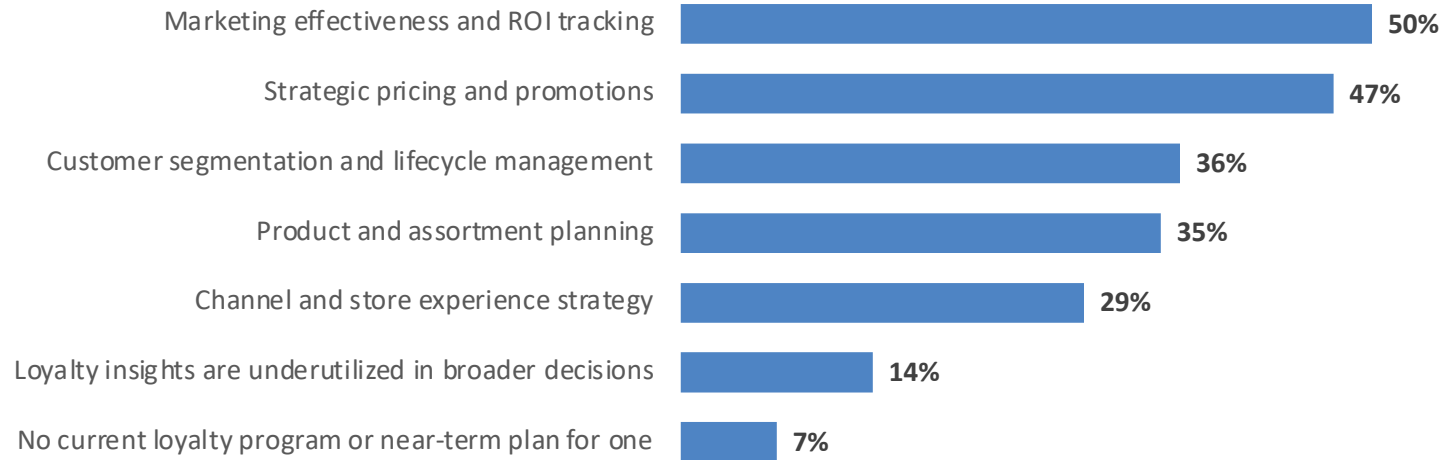 Marketing effectiveness and ROI tracking 50%
Strategic pricing and promotions 47%
Customer segmentation and lifecycle management 36%
Product and assortment planning 35%
Channel and store experience strategy 29%
Loyalty insights are underutilized in broader decisions 14%
No current loyalty program or near-term plan for one 7%